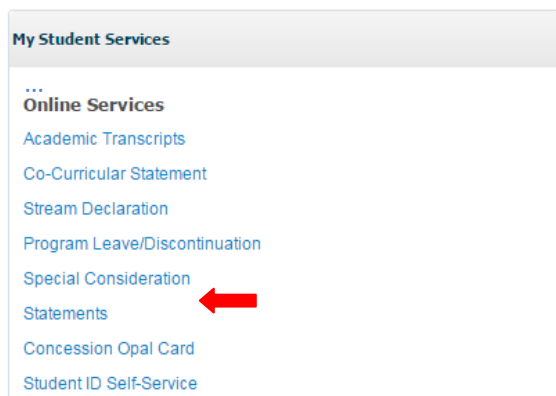 My Student Services
...
Online Services
Academic Transcripts
Co-Curricular Statement
Stream Declaration
Program Leave/Discontinuation
Special Consideration
Statements
Concession Opal Card
Student ID Self-Service